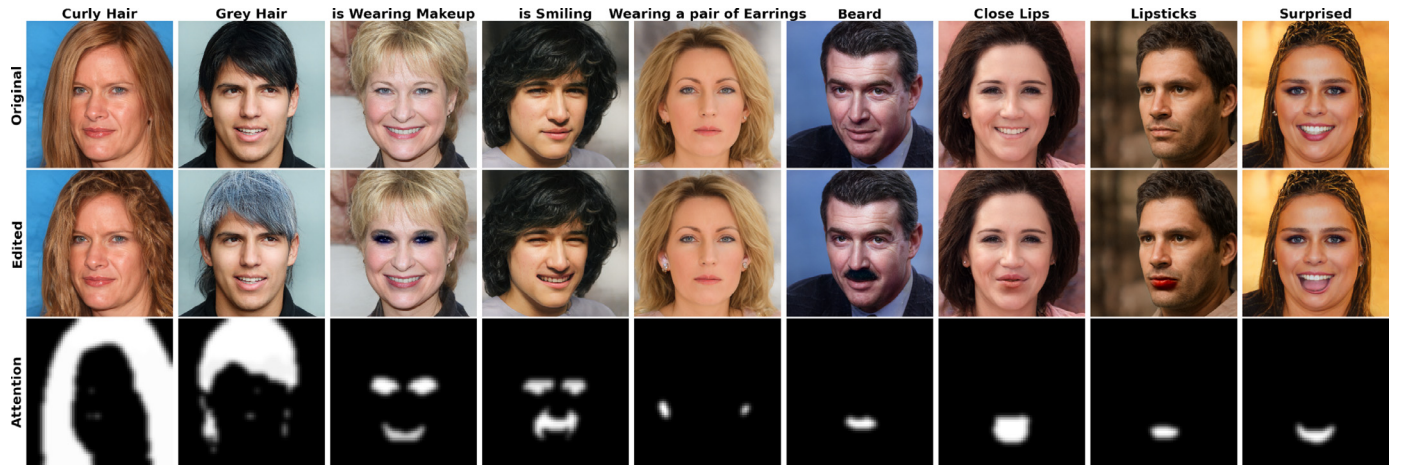 Curly Hair Grey Hair is Wearing Makeup is Smiling Wearing a pair of Earrings Beard Close Lips Lipsticks Surprised
Original
Edited
Attention